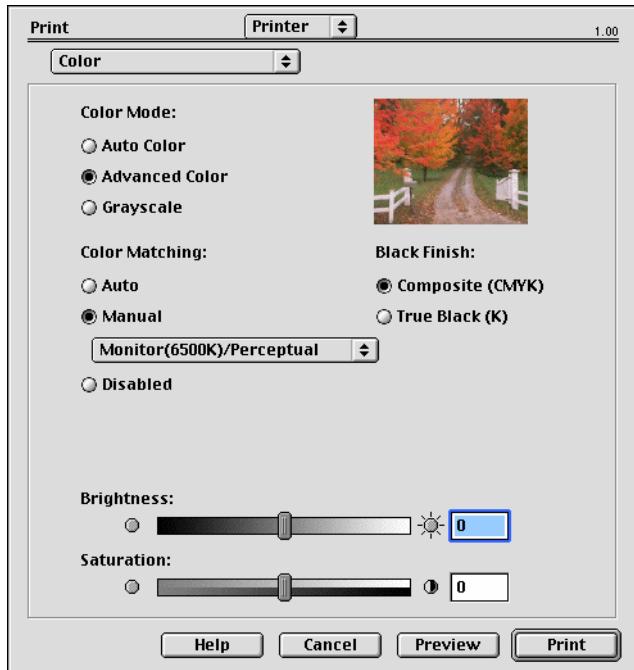 Print Printer 1.00
Color
Color Mode:
Auto Color
Advanced Color
Grayscale
Color Matching: Black Finish:
Auto Composite (CMYK)
Manual True Black (K)
Monitor(6500K)/Perceptual
Disabled
Brightness:
0
Saturation:
0
Help Cancel Preview Print